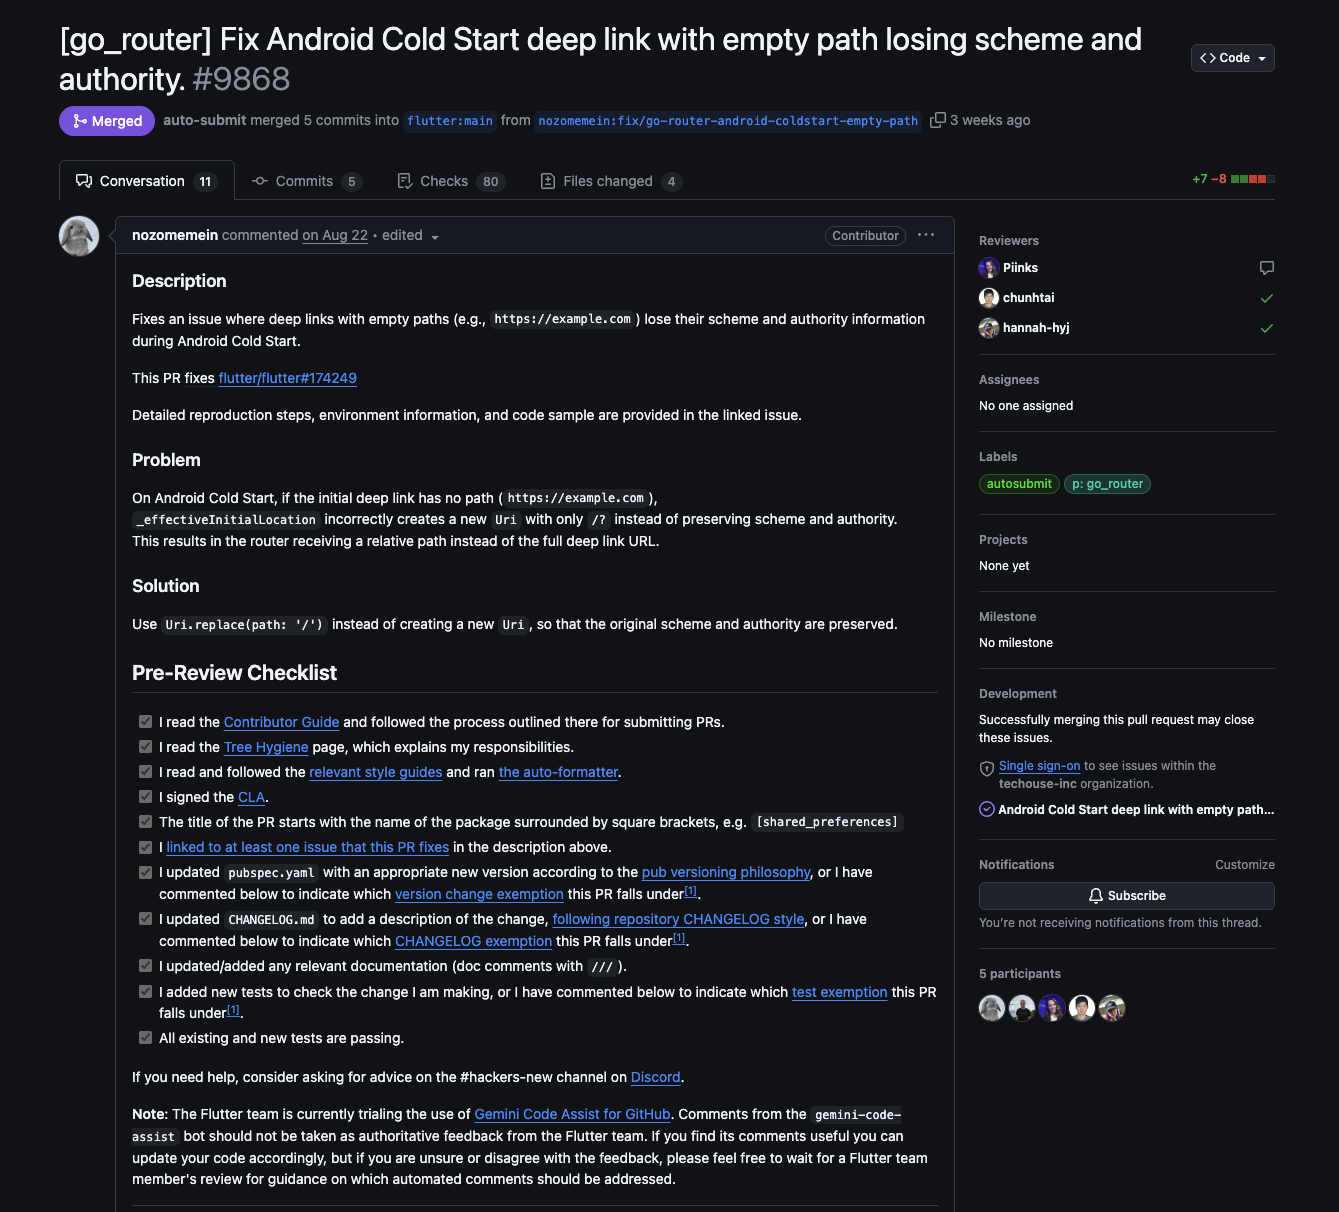 [go_router] Fix Android Cold Start deep link with empty path losing scheme and
authority. #9868
Code
Merged
auto-submit merged 5 commits into flutter:main from nozomemein:fix/go-router-android-coldstart-empty-path 3 weeks ago
Conversation 11
Commits 5
Checks 80
Files changed 4
+7 −8
nozomemein commented on Aug 22 • edited
Contributor
Description
Fixes an issue where deep links with empty paths (e.g., https://example.com ) lose their scheme and authority information
during Android Cold Start.
This PR fixes flutter/flutter#174249
Detailed reproduction steps, environment information, and code sample are provided in the linked issue.
Problem
On Android Cold Start, if the initial deep link has no path ( https://example.com ),
_effectiveInitialLocation incorrectly creates a new Uri with only /? instead of preserving scheme and authority.
This results in the router receiving a relative path instead of the full deep link URL.
Solution
Use Uri.replace(path: '/') instead of creating a new Uri , so that the original scheme and authority are preserved.
Pre-Review Checklist
I read the Contributor Guide and followed the process outlined there for submitting PRs.
I read the Tree Hygiene page, which explains my responsibilities.
I read and followed the relevant style guides and ran the auto-formatter.
I signed the CLA.
The title of the PR starts with the name of the package surrounded by square brackets, e.g. [shared_preferences]
I linked to at least one issue that this PR fixes in the description above.
I updated pubspec.yaml with an appropriate new version according to the pub versioning philosophy, or I have
commented below to indicate which version change exemption this PR falls under[1].
I updated CHANGELOG.md to add a description of the change, following repository CHANGELOG style, or I have
commented below to indicate which CHANGELOG exemption this PR falls under[1].
I updated/added any relevant documentation (doc comments with /// ).
I added new tests to check the change I am making, or I have commented below to indicate which test exemption this PR
falls under[1].
All existing and new tests are passing.
If you need help, consider asking for advice on the #hackers-new channel on Discord.
Note: The Flutter team is currently trialing the use of Gemini Code Assist for GitHub. Comments from the gemini-code-
assist bot should not be taken as authoritative feedback from the Flutter team. If you find its comments useful you can
update your code accordingly, but if you are unsure or disagree with the feedback, please feel free to wait for a Flutter team
member's review for guidance on which automated comments should be addressed.
Reviewers
Piinks
chunhtai
hannah-hyj
Assignees
No one assigned
Labels
autosubmit p: go_router
Projects
None yet
Milestone
No milestone
Development
Successfully merging this pull request may close
these issues.
Single sign-on to see issues within the
techouse-inc organization.
Android Cold Start deep link with empty path...
Notifications Customize
Subscribe
You're not receiving notifications from this thread.
5 participants